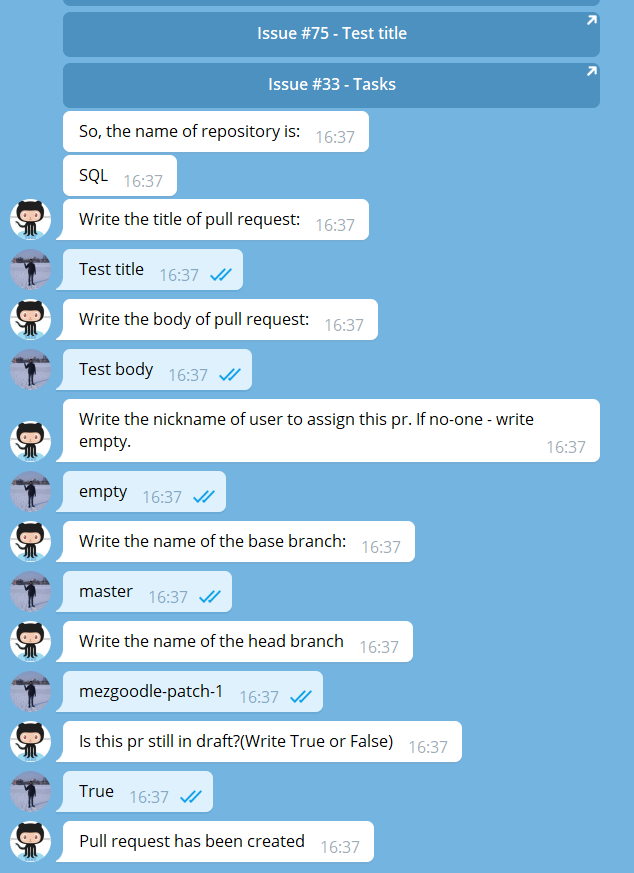 Issue #75 - Test title
Issue #33 - Tasks
So, the name of repository is: 16:37
SQL 16:37
Write the title of pull request: 16:37
Test title 16:37
Write the body of pull request: 16:37
Test body 16:37
Write the nickname of user to assign this pr. If no-one - write
empty. 16:37
empty 16:37
Write the name of the base branch: 16:37
master 16:37
Write the name of the head branch 16:37
mezgoodle-patch-1 16:37
Is this pr still in draft?(Write True or False) 16:37
True 16:37
Pull request has been created 16:37